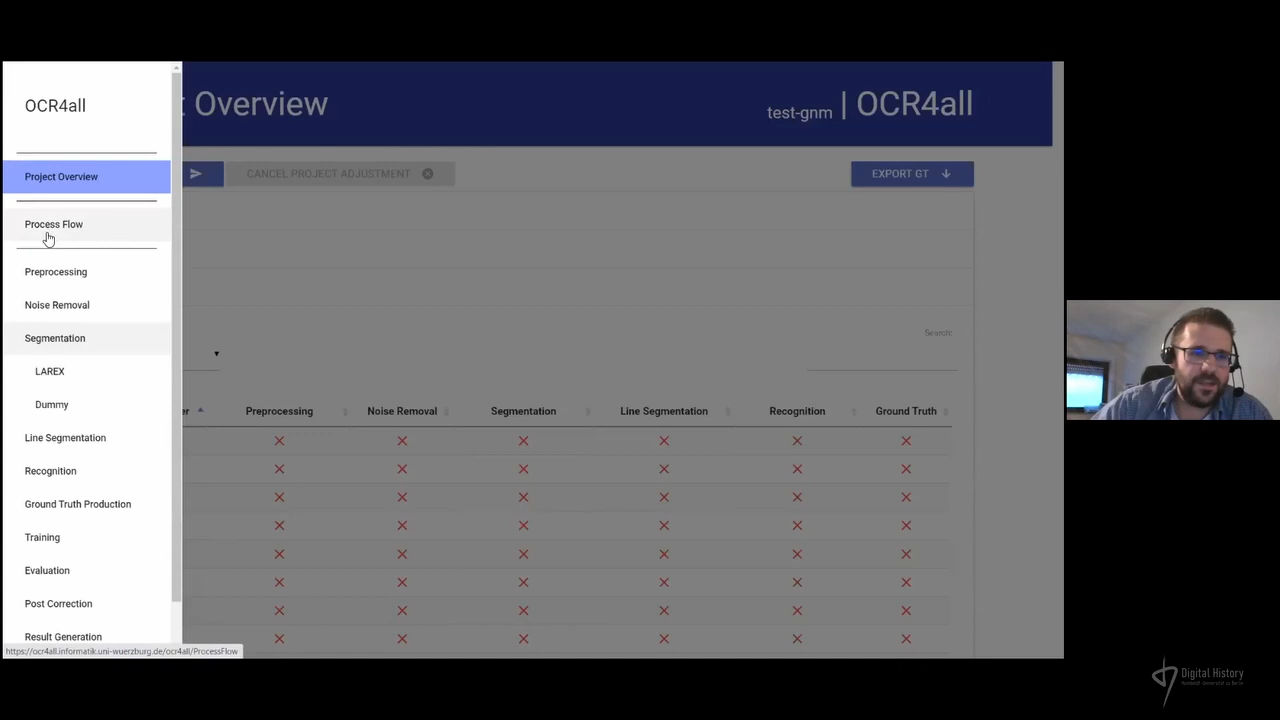 OCR4all
Project Overview
Process Flow
Preprocessing
Noise Removal
Segmentation
LAREX
Dummy
Line Segmentation
Recognition
Ground Truth Production
Training
Evaluation
Post Correction
Result Generation
https://ocr4all.informatik.uni-wuerzburg.de/ocr4all/ProcessFlow
t Overview
test-gnm | OCR4all
CANCEL PROJECT ADJUSTMENT
EXPORT GT
Search:
er Preprocessing Noise Removal Segmentation Line Segmentation Recognition Ground Truth
Digital History